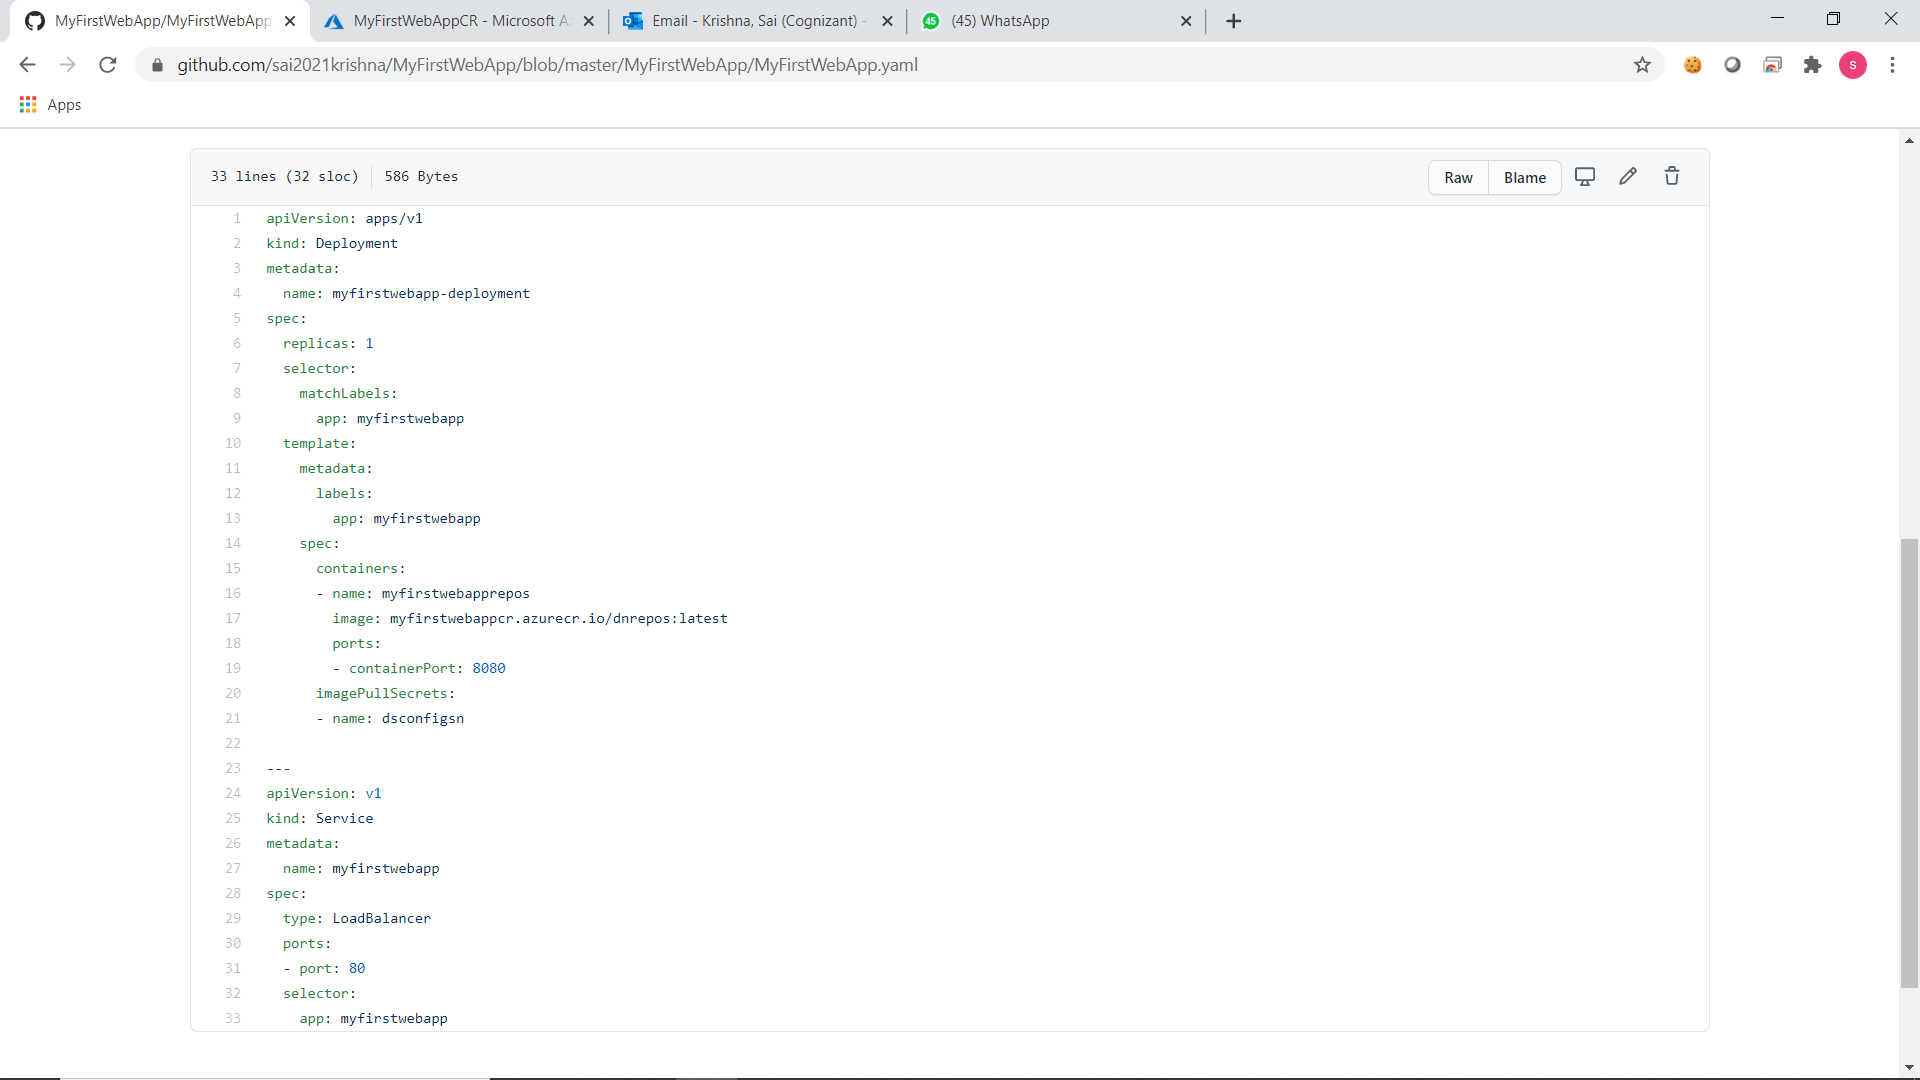 MyFirstWebApp/MyFirstWebApp
MyFirstWebAppCR - Microsoft A
Email - Krishna, Sai (Cognizant) -
45
(45) WhatsApp
github.com/sai2021krishna/MyFirstWebApp/blob/master/MyFirstWebApp/MyFirstWebApp.yaml
S
Apps
33 lines (32 sloc) 586 Bytes
Raw Blame
1 apiVersion: apps/v1
2 kind: Deployment
3 metadata:
4 name: myfirstwebapp-deployment
5 spec:
6 replicas: 1
7 selector:
8 matchLabels:
9 app: myfirstwebapp
10 template:
11 metadata:
12 labels:
13 app: myfirstwebapp
14 spec:
15 containers:
16 - name: myfirstwebapprepos
17 image: myfirstwebappcr.azurecr.io/dnrepos:latest
18 ports:
19 - containerPort: 8080
20 imagePullSecrets:
21 - name: dsconfigsn
22
23 ---
24 apiVersion: v1
25 kind: Service
26 metadata:
27 name: myfirstwebapp
28 spec:
29 type: LoadBalancer
30 ports:
31 - port: 80
32 selector:
33 app: myfirstwebapp